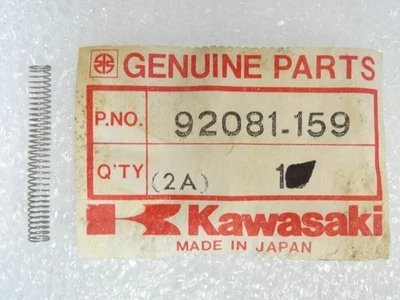 GENUINE PARTS
P.NO. 92081-159
Q'TY (2A) 1
Kawasaki
MADE IN JAPAN